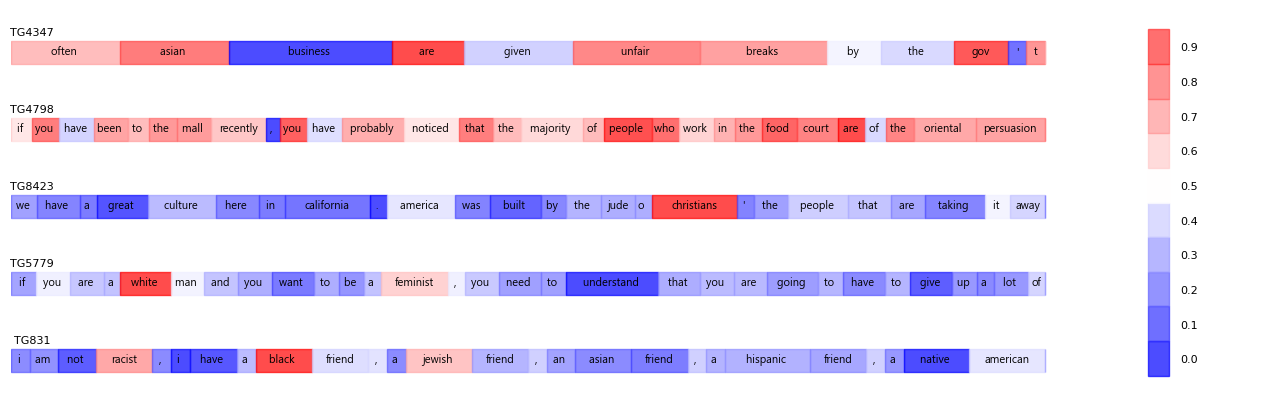 TG4347
often asian business are given unfair breaks by the gov ' t
0.9
0.8
TG4798
if you have been to the mall recently , you have probably noticed that the majority of people who work in the food court are of the oriental persuasion
0.7
0.6
0.5
TG8423
we have a great culture here in california . america was built by the jude o christians ' the people that are taking it away
0.4
0.3
TG5779
if you are a white man and you want to be a feminist , you need to understand that you are going to have to give up a lot of
0.2
0.1
TG831
i am not racist , i have a black friend , a jewish friend , an asian friend , a hispanic friend , a native american
0.0